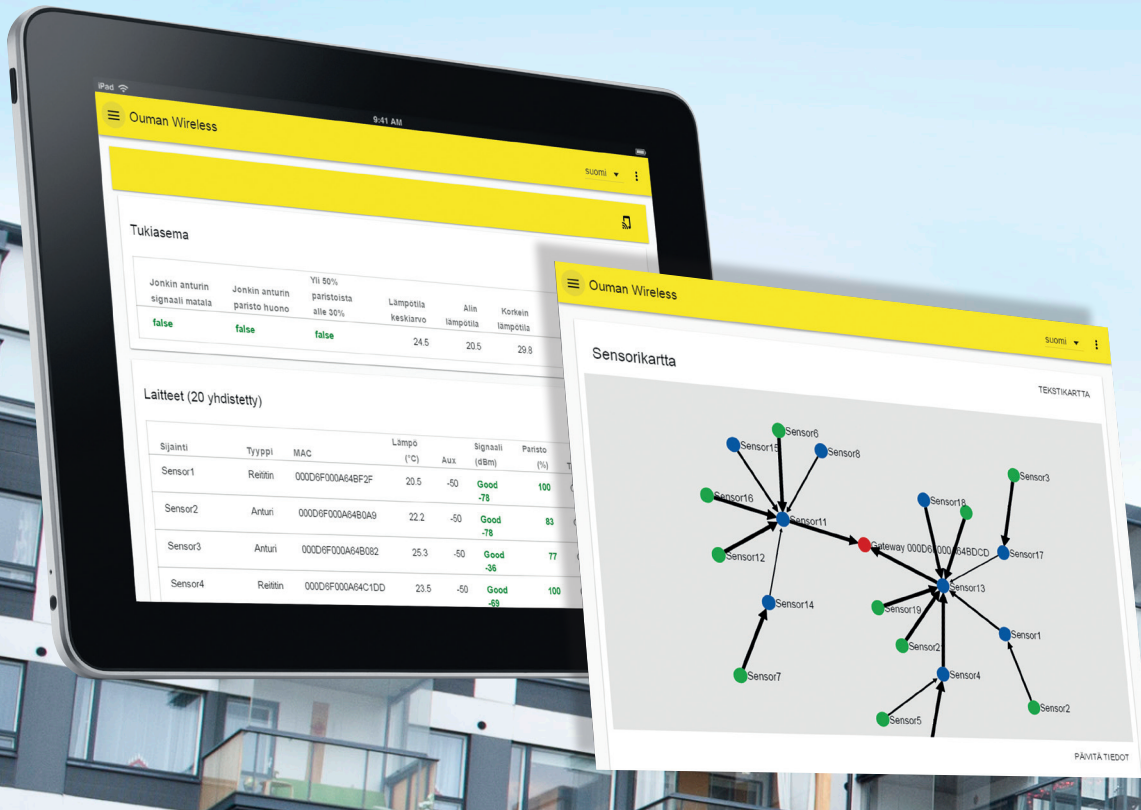 iPad
9:41 AM
Ouman Wireless
suomi
Tukiasema
Jonkin anturin signaali matala
Jonkin anturin paristo huono
Yli 50% paristoista alle 30%
Lämpötila keskiarvo
Alin lämpötila
Korkein lämpötila
false false false 24.5 20.5 29.8
Laitteet (20 yhdistetty)
Sijainti Tyyppi MAC Lämpö (°C) Aux Signaali (dBm) Paristo (%)
Sensor1 Reititin 000D6F000A64BF2F 20.5 -50 Good -78 100
Sensor2 Anturi 000D6F000A64B0A9 22.2 -50 Good -78 83
Sensor3 Anturi 000D6F000A64B082 25.3 -50 Good -36 77
Sensor4 Reititin 000D6F000A64C1DD 23.5 -50 Good -69 100
Ouman Wireless
suomi
Sensorikartta
TEKSTIKARTTA
Sensor6
Sensor15
Sensor8
Sensor3
Sensor16
Sensor18
Sensor11
Sensor12
Sensor17
Sensor13
Sensor14
Sensor19
Sensor1
Sensor2
Sensor7
Sensor4
Sensor5
Sensor2
PÄIVITÄ TIEDOT